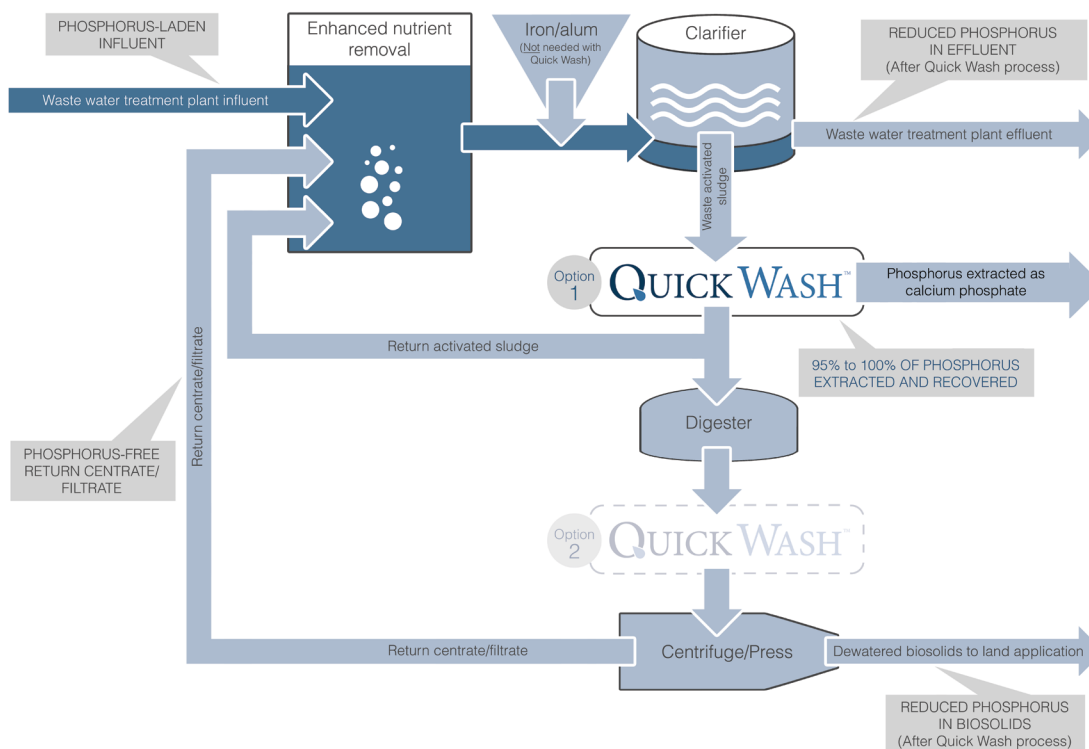 PHOSPHORUS-LADEN
INFLUENT
Enhanced nutrient
removal
Iron/alum
(Not needed with
Quick Wash)
Clarifier
REDUCED PHOSPHORUS
IN EFFLUENT
(After Quick Wash process)
Waste water treatment plant influent
Waste water treatment plant effluent
Waste activated
sludge
Option
1
QUICK WASH™
Phosphorus extracted as
calcium phosphate
Return activated sludge
95% to 100% OF PHOSPHORUS
EXTRACTED AND RECOVERED
Return centrate/filtrate
Digester
PHOSPHORUS-FREE
RETURN CENTRATE/
FILTRATE
Option
2
QUICK WASH™
Return centrate/filtrate
Centrifuge/Press
Dewatered biosolids to land application
REDUCED PHOSPHORUS
IN BIOSOLIDS
(After Quick Wash process)